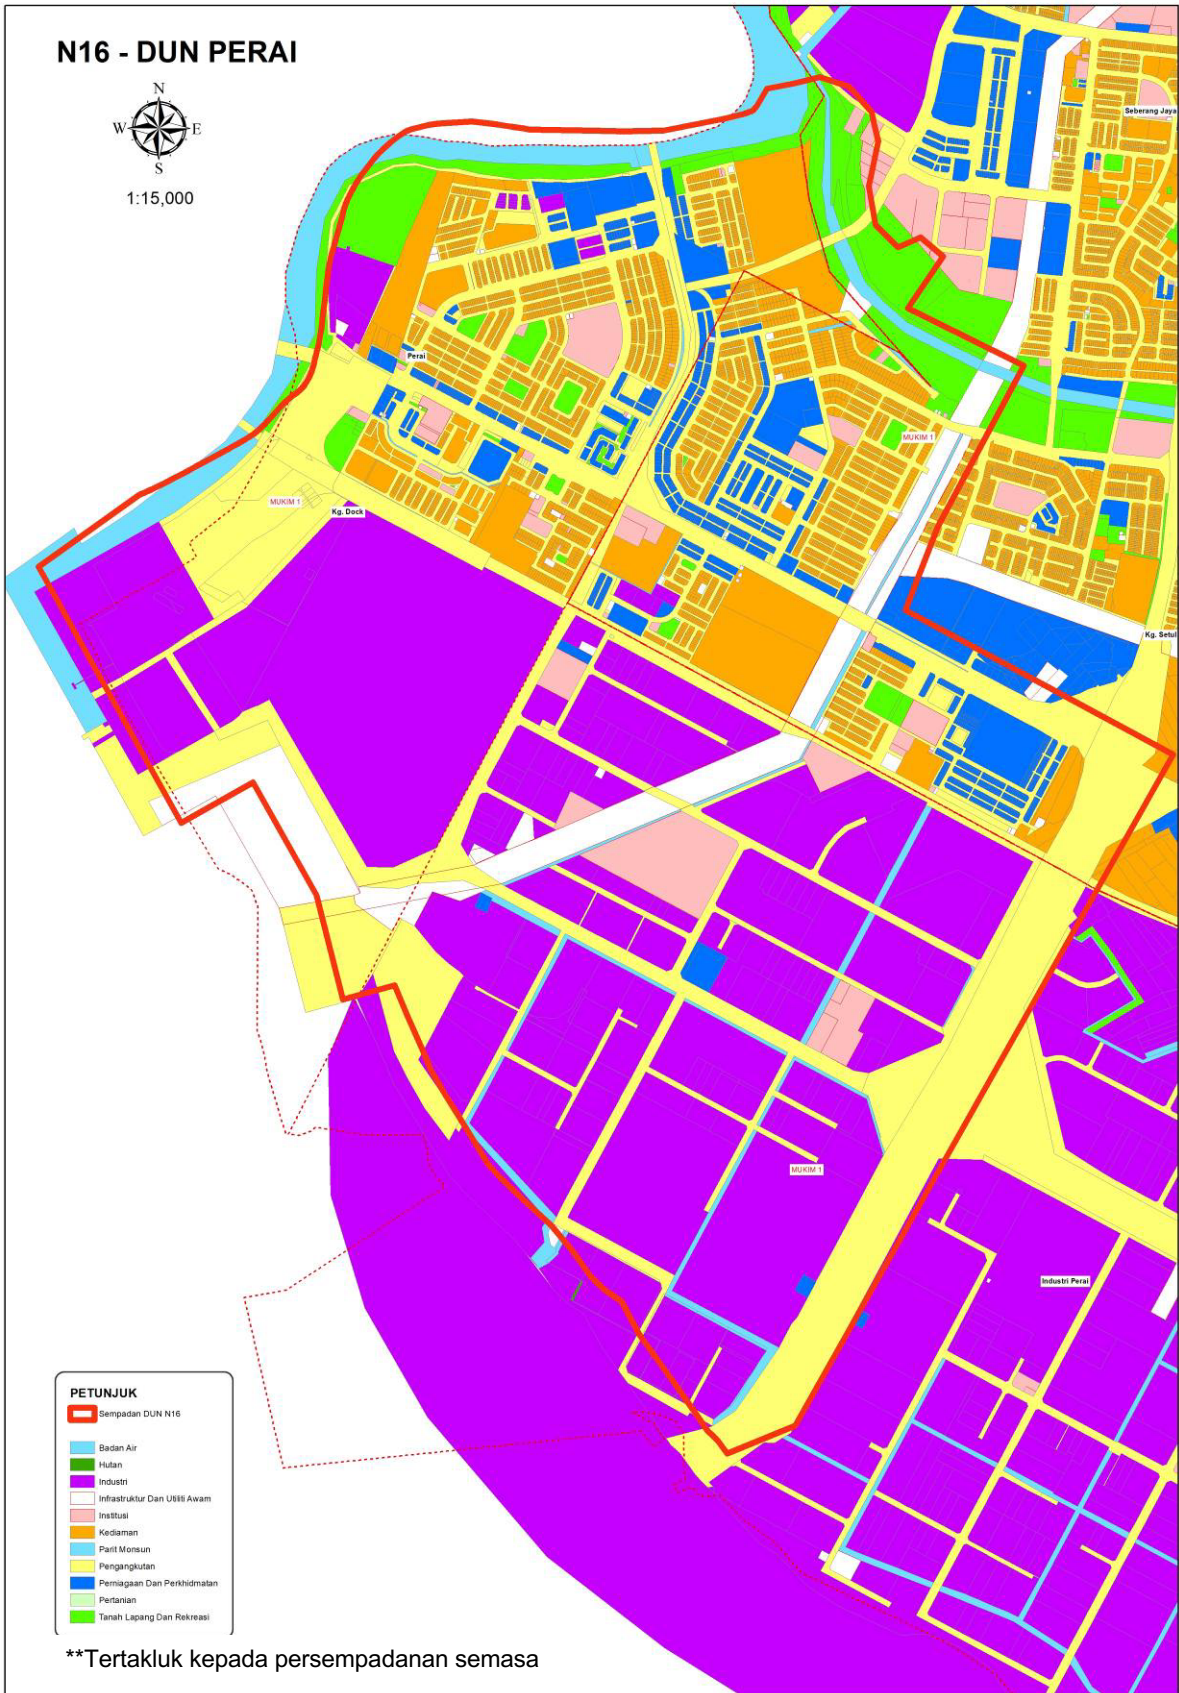 N16 - DUN PERAI
N
W
E
S
1:15,000
Seberang Jaya
Perai
MUKIM 1
MUKIM 1
Kg. Dock
Kg. Setul
MUKIM 1
Industri Perai
PETUNJUK
Sempadan DUN N16
Badan Air
Hutan
Industri
Infrastruktur Dan Utiliti Awam
Institusi
Kediaman
Parit Monsun
Pengangkutan
Perniagaan Dan Perkhidmatan
Pertanian
Tanah Lapang Dan Rekreasi
**Tertakluk kepada persempadanan semasa